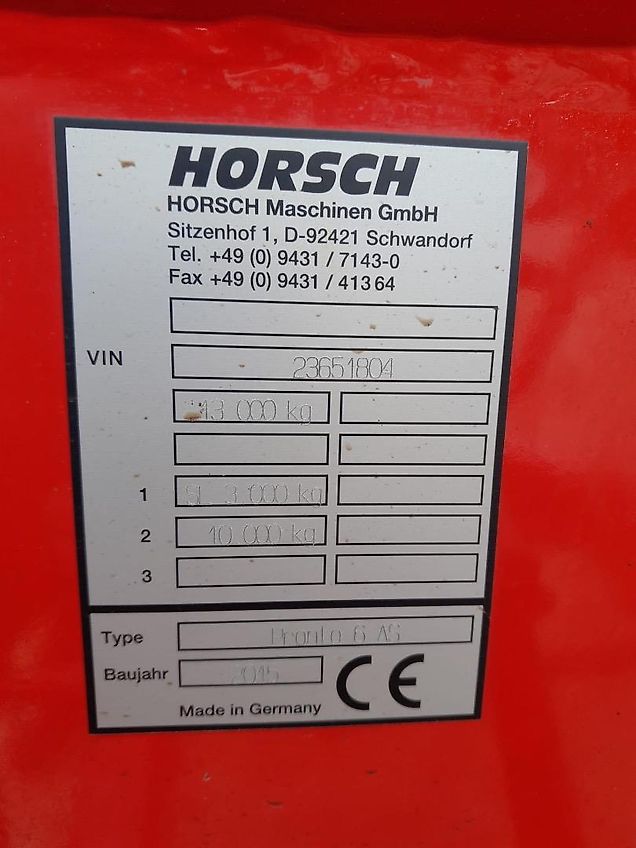 HORSCH
HORSCH Maschinen GmbH
Sitzenhof 1, D-92421 Schwandorf
Tel. +49 (0) 9431 / 7143-0
Fax +49 (0) 9431 / 41364
VIN 23651804
13 000 kg
1 SL 3 000 kg
2 10 000 kg
3
Type Pronto 6 AS
Baujahr 2015
CE
Made in Germany